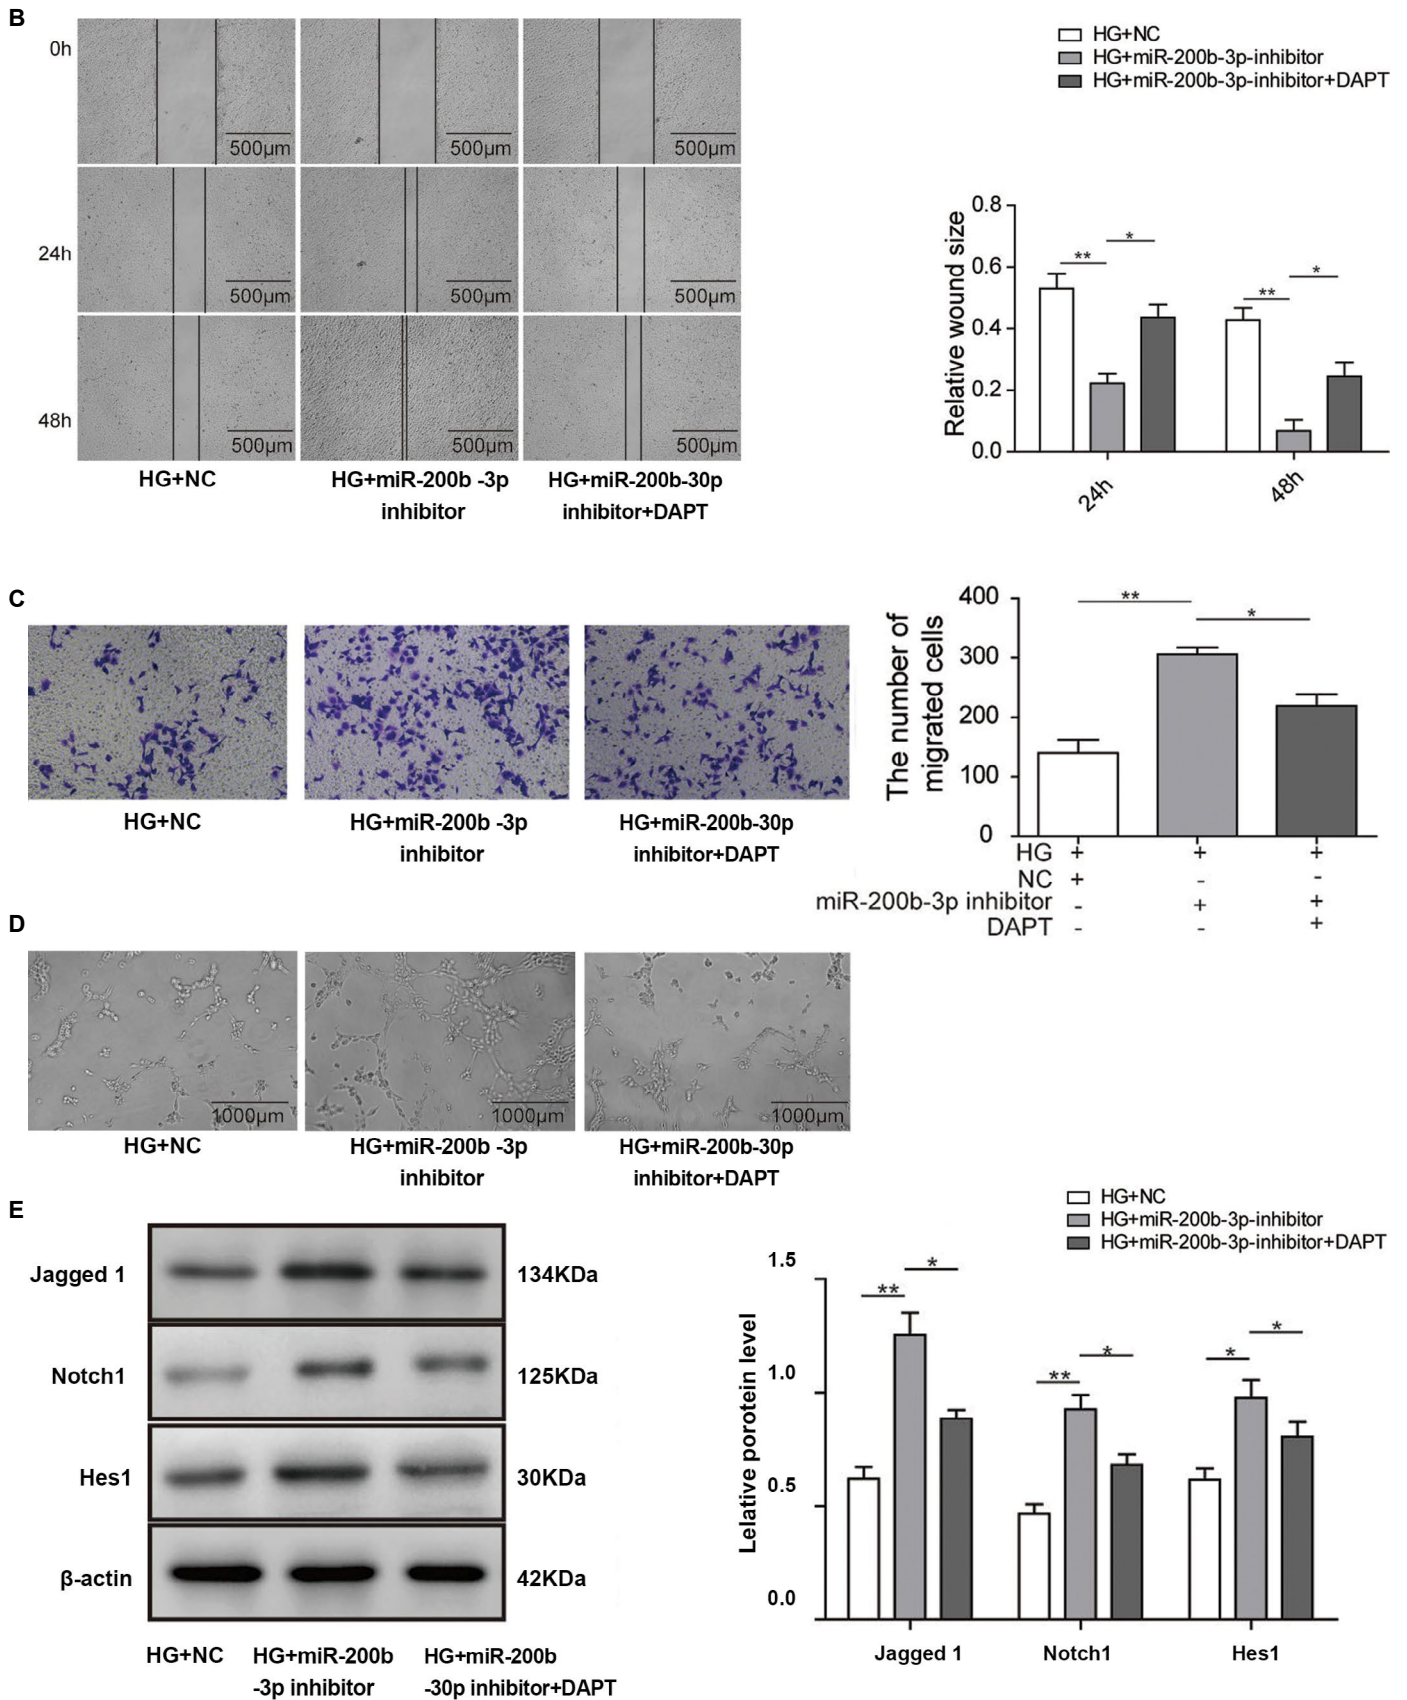 B
0h
500µm
500µm
500µm
24h
500µm
500µm
500µm
48h
500µm
500µm
500µm
HG+NC
HG+miR-200b -3p
inhibitor
HG+miR-200b-30p
inhibitor+DAPT
HG+NC
HG+miR-200b-3p-inhibitor
HG+miR-200b-3p-inhibitor+DAPT
Relative wound size
0.8
0.6
0.4
0.2
0.0
** *
** *
24h
48h
C
HG+NC
HG+miR-200b -3p
inhibitor
HG+miR-200b-30p
inhibitor+DAPT
The number of
migrated cells
400
300
200
100
0
**
*
HG + + +
NC + - -
miR-200b-3p inhibitor - + +
DAPT - - +
D
1000µm
1000µm
1000µm
HG+NC
HG+miR-200b -3p
inhibitor
HG+miR-200b-30p
inhibitor+DAPT
E
Jagged 1 134KDa
Notch1 125KDa
Hes1 30KDa
β-actin 42KDa
HG+NC
HG+miR-200b
-3p inhibitor
HG+miR-200b
-30p inhibitor+DAPT
HG+NC
HG+miR-200b-3p-inhibitor
HG+miR-200b-3p-inhibitor+DAPT
Lelative porotein level
1.5
1.0
0.5
0.0
** *
** *
* *
Jagged 1
Notch1
Hes1